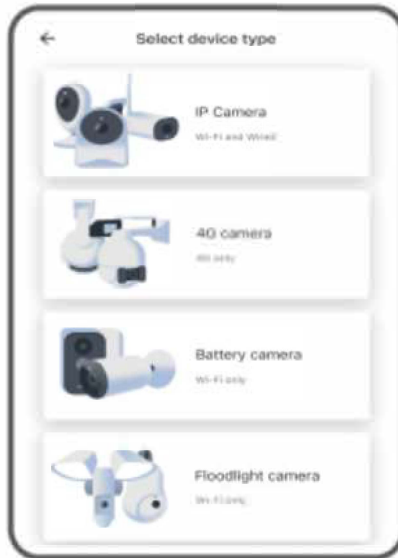 Select device type
IP Camera
Wi-Fi and Wired
4G camera
4G only
Battery camera
Wi-Fi only
Floodlight camera
Wi-Fi only